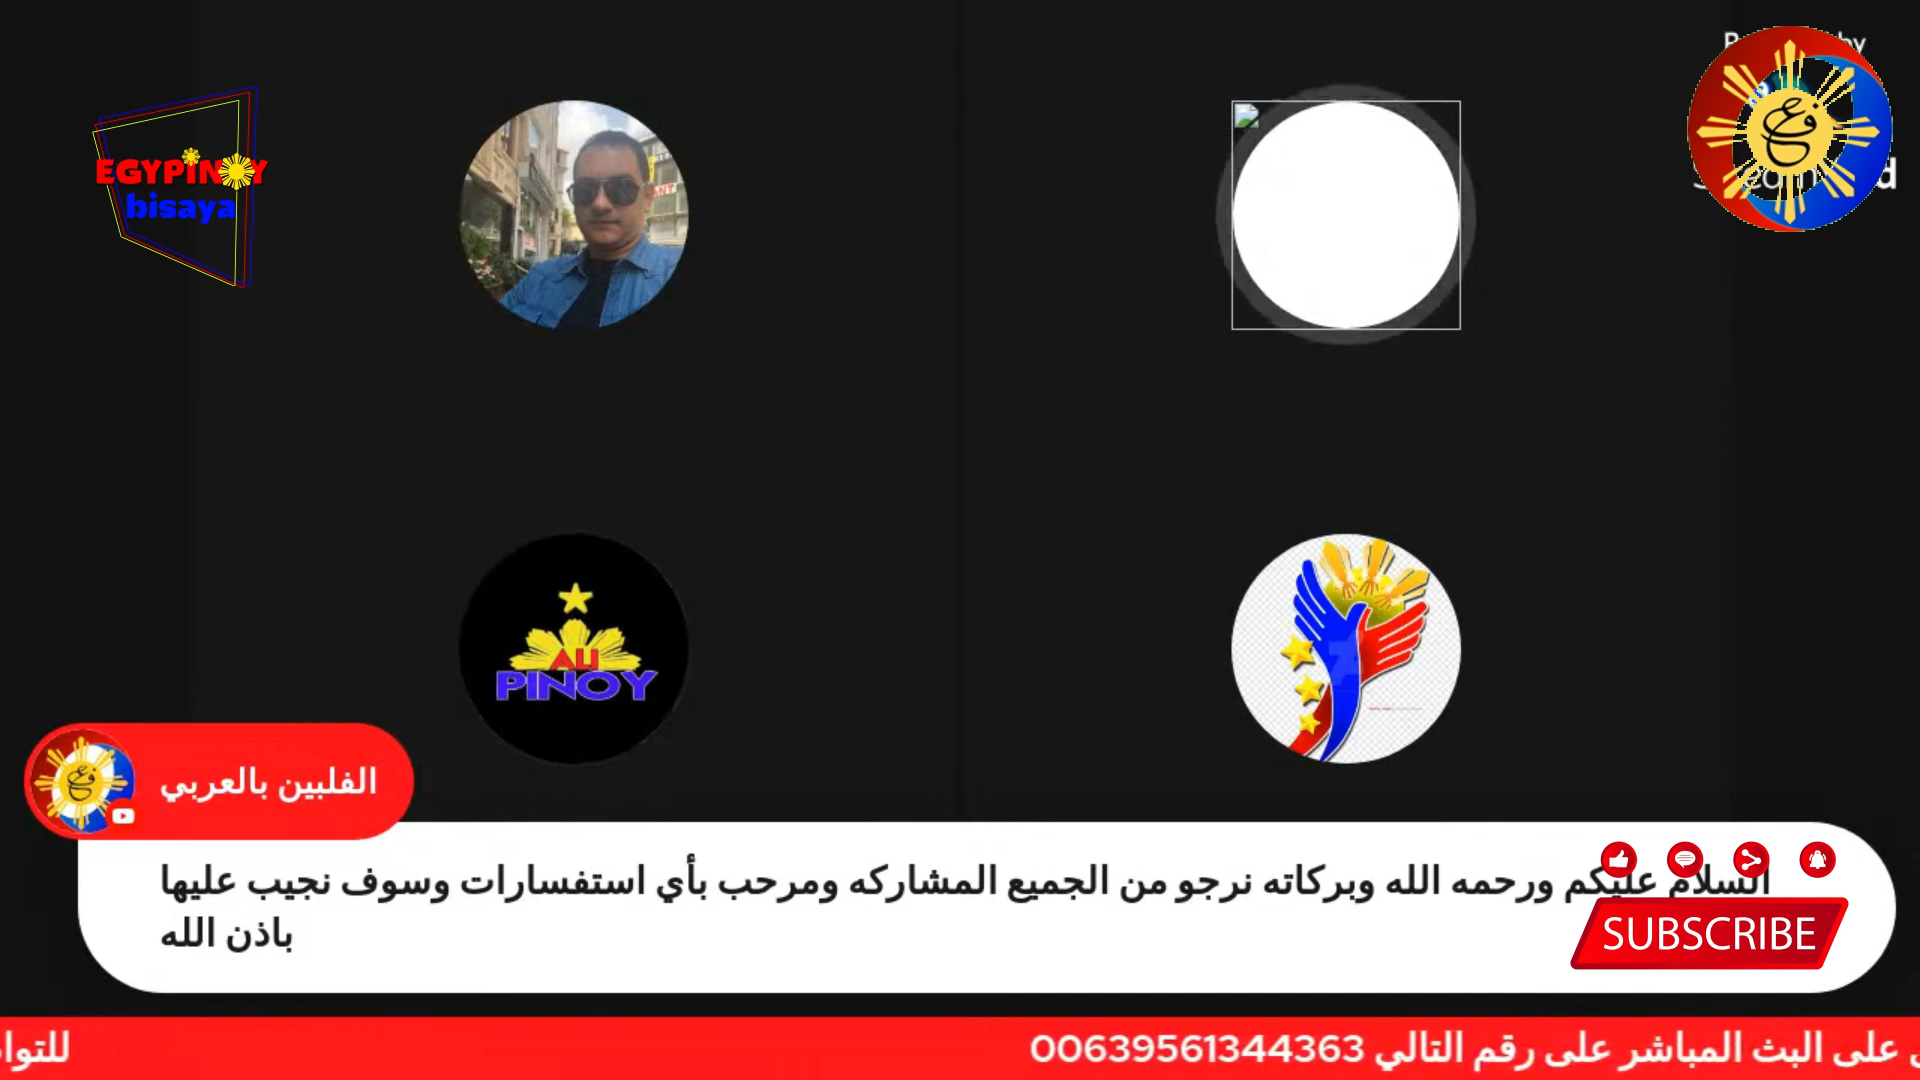 EGYPINOY
bisaya
ALI
PINOY
الفلبين بالعربي
السلام عليكم ورحمه الله وبركاته نرجو من الجميع المشاركه ومرحب بأي استفسارات وسوف نجيب عليها
باذن الله
SUBSCRIBE
على البث المباشر على رقم التالي 00639561344363